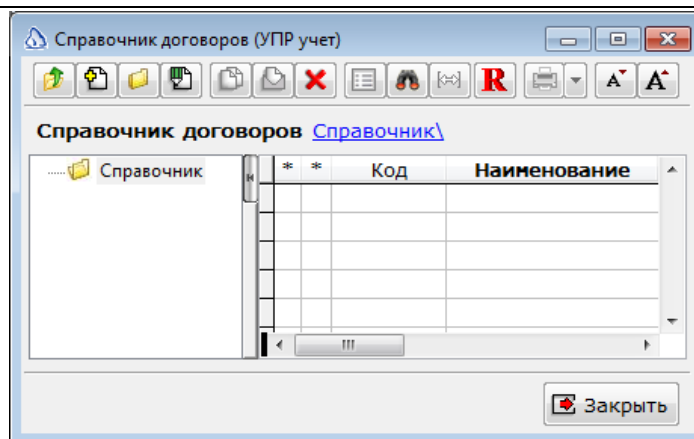 Справочник договоров (УПР учет)
R A A
Справочник договоров Справочник\
Справочник
* * Код Наименование
Закрыть